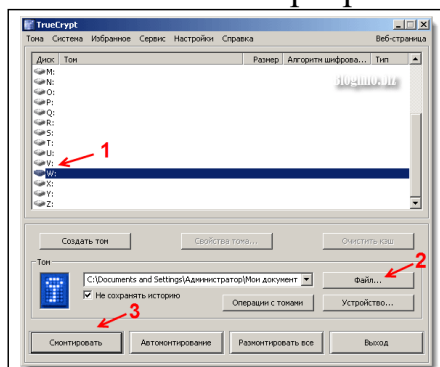 TrueCrypt
Тома Система Избранное Сервис Настройки Справка Веб-страница
Диск Том Размер Алгоритм шифрова... Тип
M:
N:
O:
P:
Q:
R:
S:
T:
U:
V:
1
W:
X:
Y:
Z:
Создать том Свойства тома... Очистить кэш
2
Том
C:\Documents and Settings\Администратор\Мои документ Файл...
Не сохранять историю
Операции с томами Устройство...
3
Смонтировать Автомонтирование Размонтировать все Выход